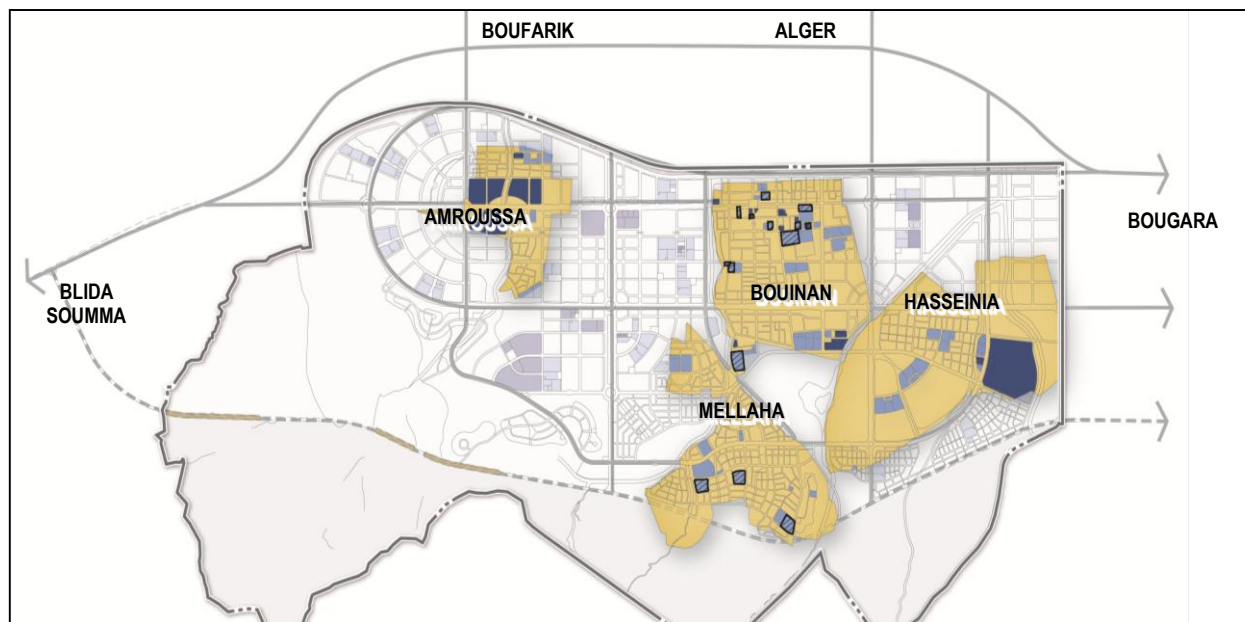 BOUFARIK
ALGER
AMROUSSA
BOUGARA
BLIDA
SOUMMA
BOUINAN
HASSEINIA
MELLAHA